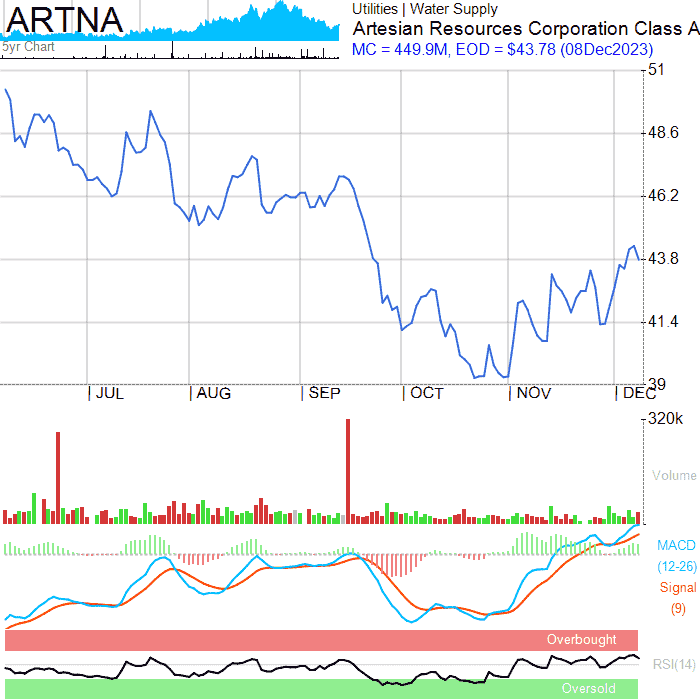 ARTNA
5yr Chart
Utilities | Water Supply
Artesian Resources Corporation Class A
MC = 449.9M, EOD = $43.78 (08Dec2023)
51
48.6
46.2
43.8
41.4
39
JUL AUG SEP OCT NOV DEC
320k
Volume
MACD
(12-26)
Signal
(9)
Overbought
RSI(14)
Oversold